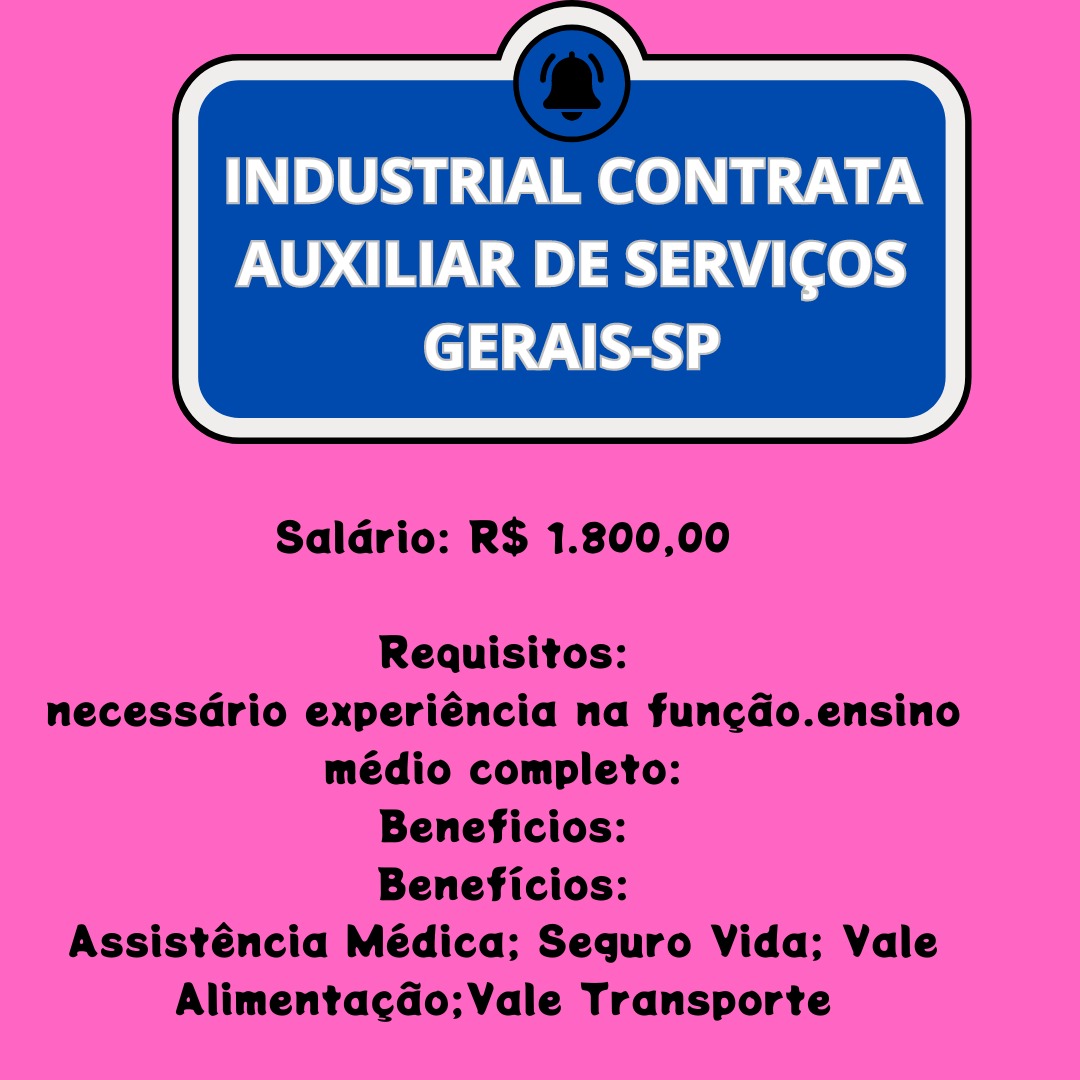 INDUSTRIAL CONTRATA
AUXILIAR DE SERVIÇOS
GERAIS-SP
Salário: R$ 1.800,00
Requisitos:
necessário experiência na função.ensino
médio completo:
Beneficios:
Benefícios:
Assistência Médica; Seguro Vida; Vale
Alimentação;Vale Transporte